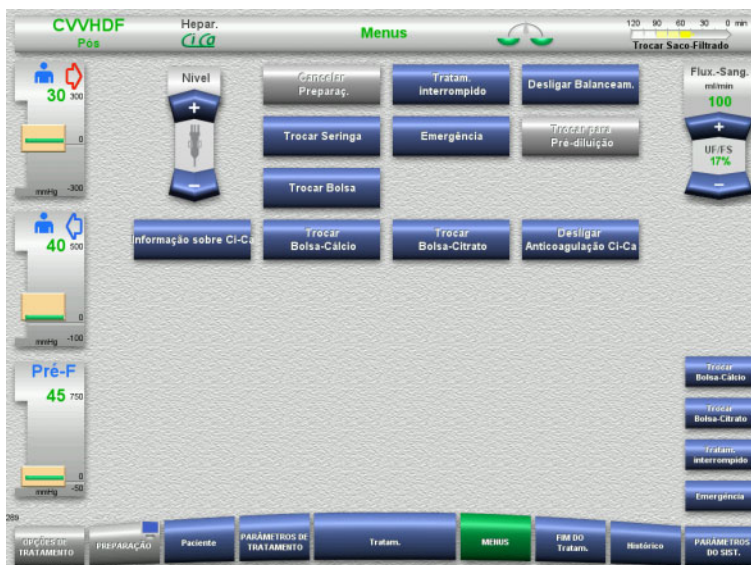 CVVHDF
Pós
Hepar.
Ci Ca
Menus
120 90 60 30 0 min
Trocar Saco-Filtrado
30
300
0
mmHg -300
40
500
0
mmHg -100
Pré-F
45
750
0
mmHg -50
Nível
+
−
Cancelar
Preparaç.
Tratam.
interrompido
Desligar Balanceam.
Trocar Seringa
Emergência
Trocar para
Pré-diluição
Trocar Bolsa
Informação sobre Ci-Ca
Trocar
Bolsa-Cálcio
Trocar
Bolsa-Citrato
Desligar
Anticoagulação Ci-Ca
Flux.-Sang.
ml/min
100
+
UF/FS
17%
−
Trocar
Bolsa-Cálcio
Trocar
Bolsa-Citrato
Tratam.
interrompido
Emergência
269
OPÇÕES DE
TRATAMENTO
PREPARAÇÃO
Paciente
PARÂMETROS DE
TRATAMENTO
Tratam.
MENUS
FIM DO
Tratam.
Histórico
PARÂMETROS
DO SIST.